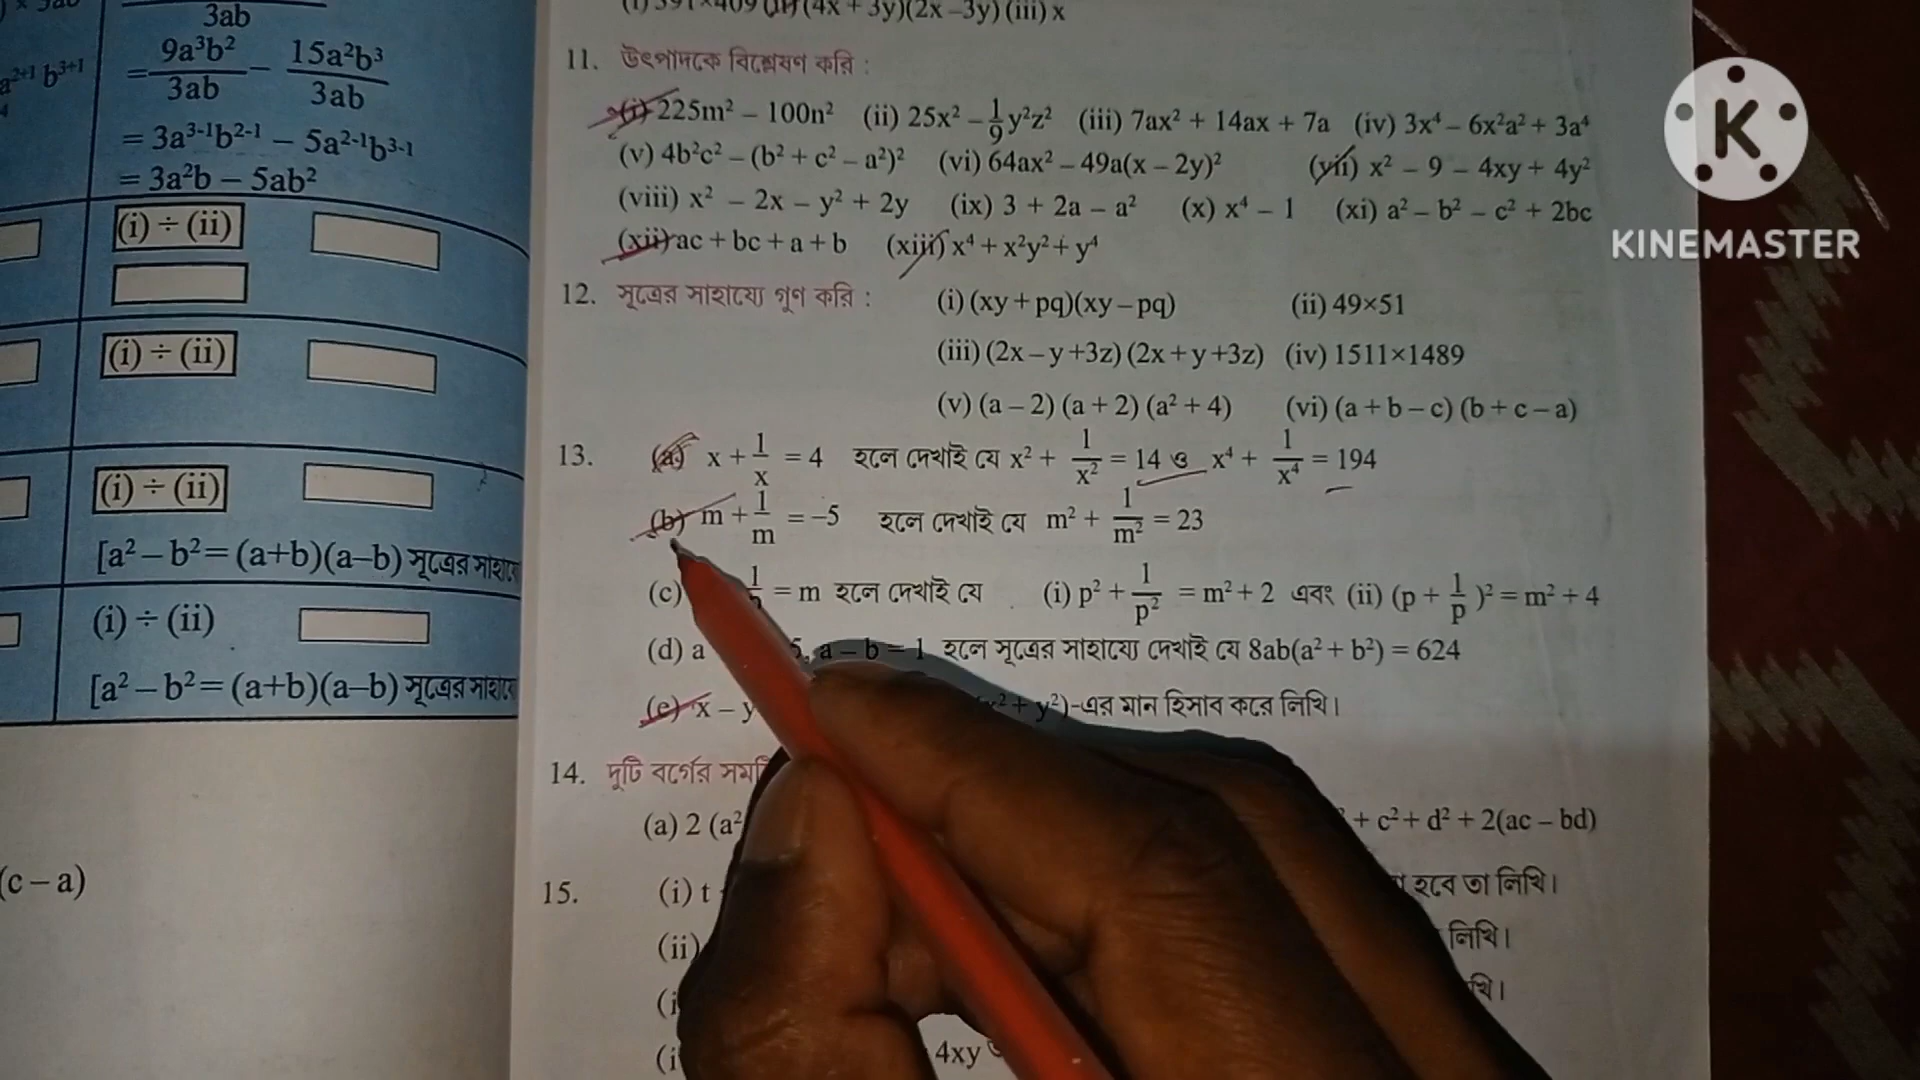 3ab
= 9a³b²/3ab − 15a²b³/3ab
a²⁺¹ b³⁺¹
= 3a³⁻¹b²⁻¹ − 5a²⁻¹b³⁻¹
= 3a²b − 5ab²
(i) ÷ (ii)
(i) ÷ (ii)
(i) ÷ (ii)
[a² − b² = (a+b)(a−b) সূত্রের
(i) ÷ (ii)
[a² − b² = (a+b)(a−b) সূত্রের
(c − a)
(4x + 3y)(2x − 3y) (iii) x
11. উৎপাদকে বিশ্লেষণ করি :
(i) 225m² − 100n² (ii) 25x² − 1/9 y²z² (iii) 7ax² + 14ax + 7a (iv) 3x⁴ − 6x²a² + 3a⁴
(v) 4b²c² − (b² + c² − a²)² (vi) 64ax² − 49a(x − 2y)² (vii) x² − 9 − 4xy + 4y²
(viii) x² − 2x − y² + 2y (ix) 3 + 2a − a² (x) x⁴ − 1 (xi) a² − b² − c² + 2bc
(xii) ac + bc + a + b (xiii) x⁴ + x²y² + y⁴
12. সূত্রের সাহায্যে গুণ করি : (i) (xy + pq)(xy − pq) (ii) 49×51
(iii) (2x − y +3z) (2x + y +3z) (iv) 1511×1489
(v) (a − 2) (a + 2) (a² + 4) (vi) (a + b − c) (b + c − a)
13. (a) x + 1/x = 4 হলে দেখাই যে x² + 1/x² = 14 ও x⁴ + 1/x⁴ = 194
(b) m + 1/m = −5 হলে দেখাই যে m² + 1/m² = 23
(c) = m হলে দেখাই যে (i) p² + 1/p² = m² + 2 এবং (ii) (p + 1/p)² = m² + 4
(d) a 5, a − b = 1 হলে সূত্রের সাহায্যে দেখাই যে 8ab(a² + b²) = 624
(e) x − y x² + y²)-এর মান হিসাব করে লিখি।
14. দুটি বর্গের
(a) 2 (a² + c² + d² + 2(ac − bd)
15. (i) t হবে তা লিখি।
(ii) লিখি।
(i
(i 4xy
K
KINEMASTER